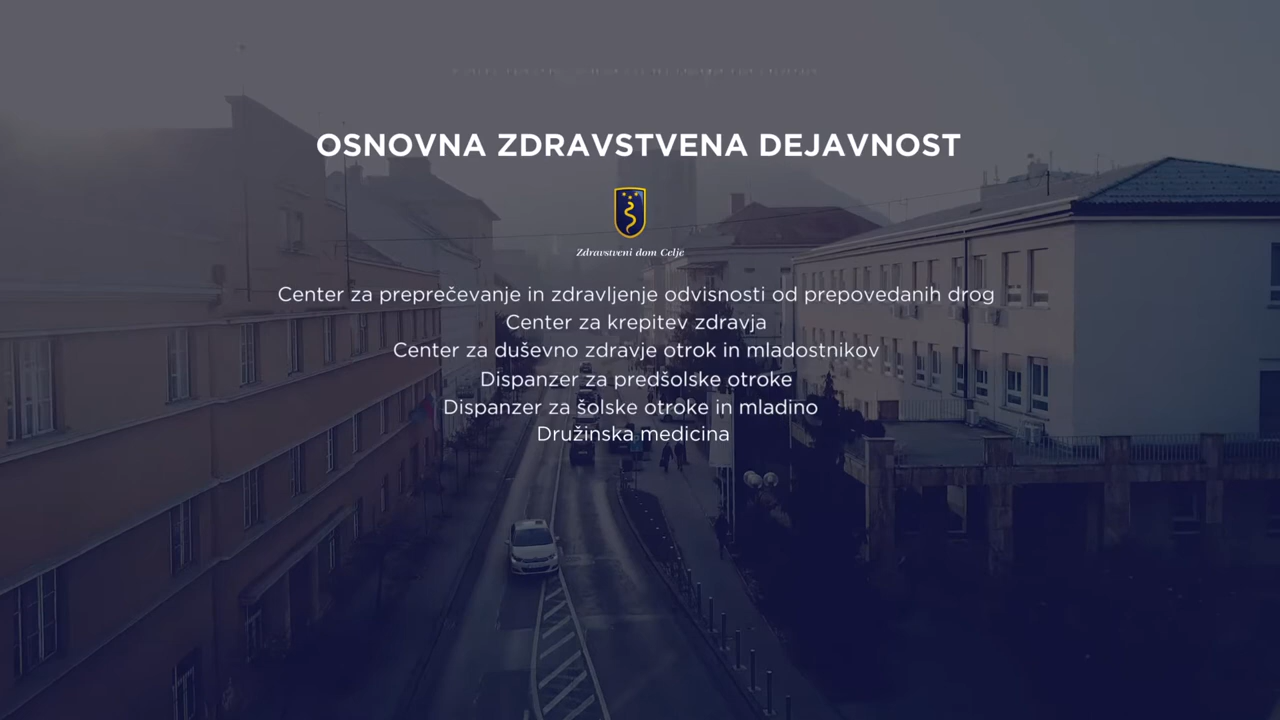 OSNOVNA ZDRAVSTVENA DEJAVNOST
Zdravstveni dom Celje
Center za preprečevanje in zdravljenje odvisnosti od prepovedanih drog
Center za krepitev zdravja
Center za duševno zdravje otrok in mladostnikov
Dispanzer za predšolske otroke
Dispanzer za šolske otroke in mladino
Družinska medicina